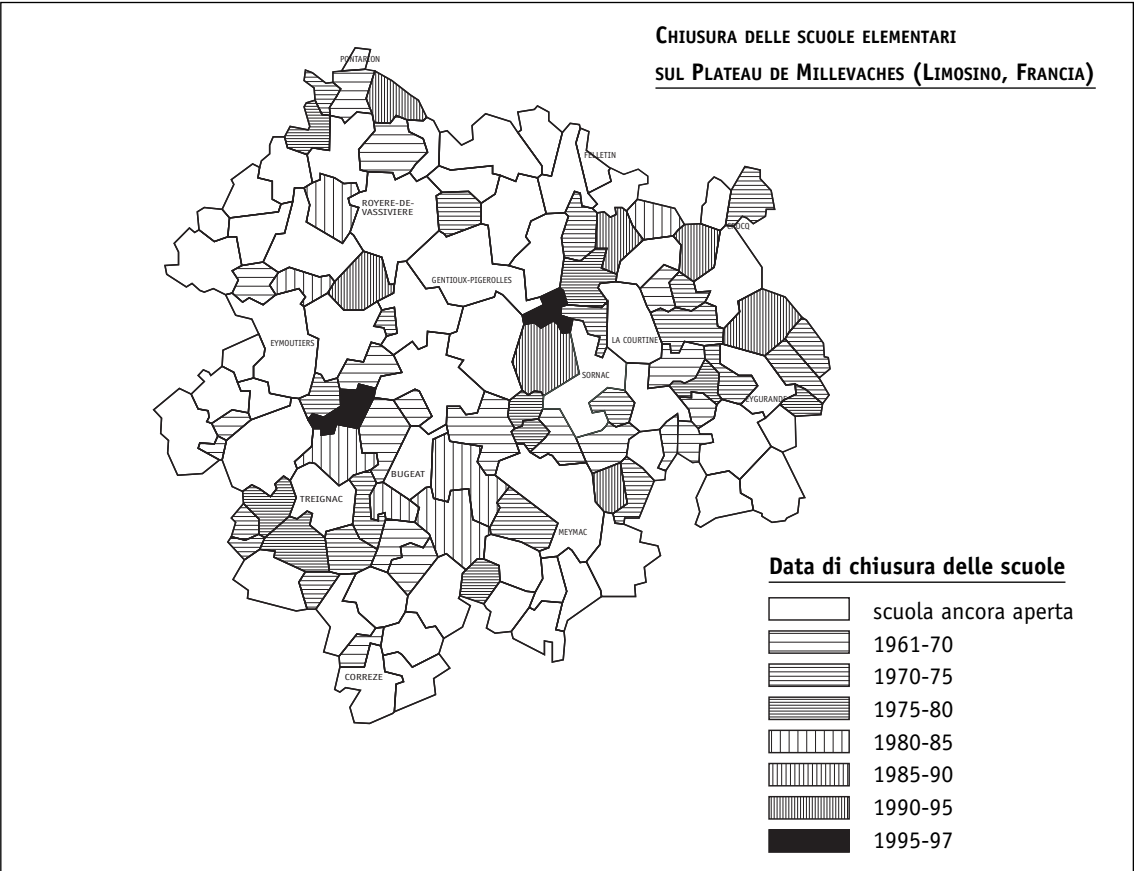 CHIUSURA DELLE SCUOLE ELEMENTARI
SUL PLATEAU DE MILLEVACHES (LIMOSINO, FRANCIA)
PONTARION
FELLETIN
ROYERE-DE-
VASSIVIERE
CROCQ
GENTIOUX-PIGEROLLES
EYMOUTIERS
LA COURTINE
SORNAC
EYGURANDE
BUGEAT
TREIGNAC
MEYMAC
CORREZE
Data di chiusura delle scuole
scuola ancora aperta
1961-70
1970-75
1975-80
1980-85
1985-90
1990-95
1995-97